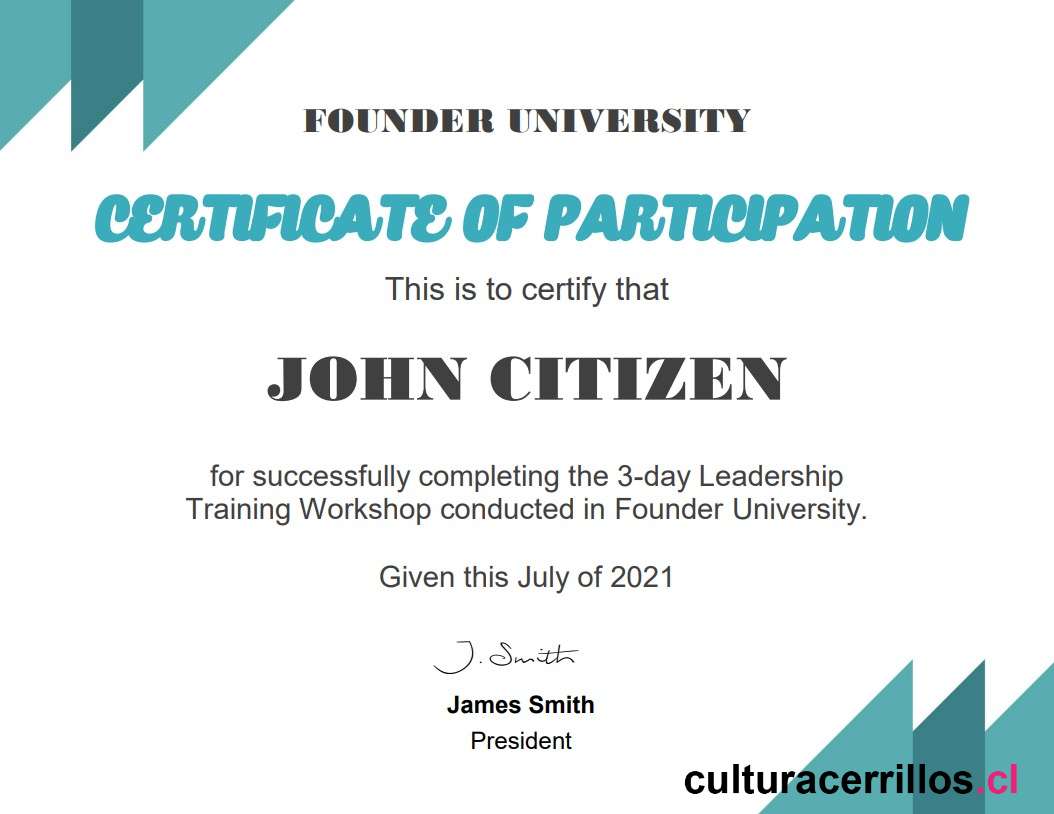 FOUNDER UNIVERSITY
CERTIFICATE OF PARTICIPATION
This is to certify that
JOHN CITIZEN
for successfully completing the 3-day Leadership
Training Workshop conducted in Founder University.
Given this July of 2021
J. Smith
James Smith
President
culturacerrillos.cl